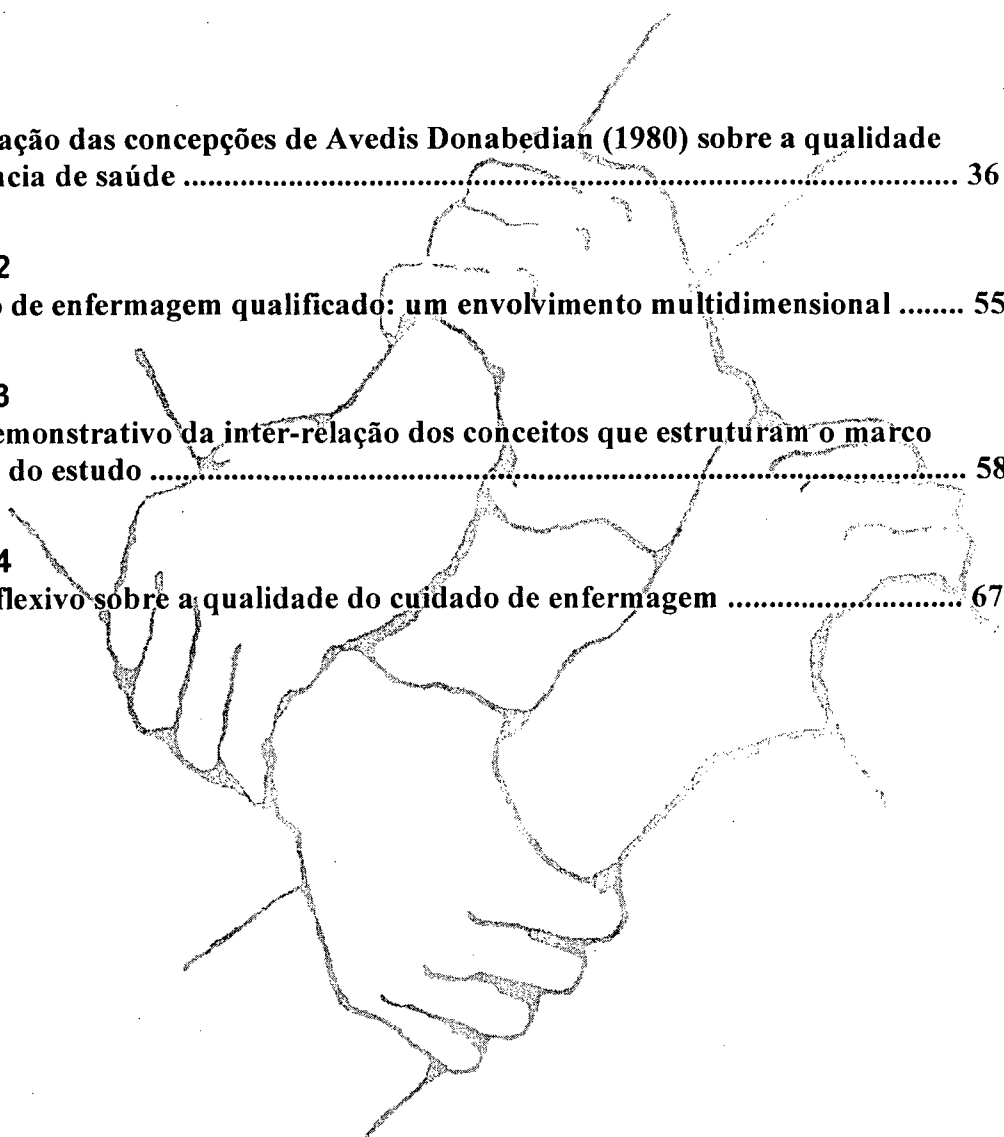 ação das concepções de Avedis Donabedian (1980) sobre a qualidade
ncia de saúde ........................................................................................................ 36
2
o de enfermagem qualificado: um envolvimento multidimensional ........ 55
3
emonstrativo da inter-relação dos conceitos que estruturam o marco
do estudo ............................................................................................................. 58
4
flexivo sobre a qualidade do cuidado de enfermagem ............................. 67